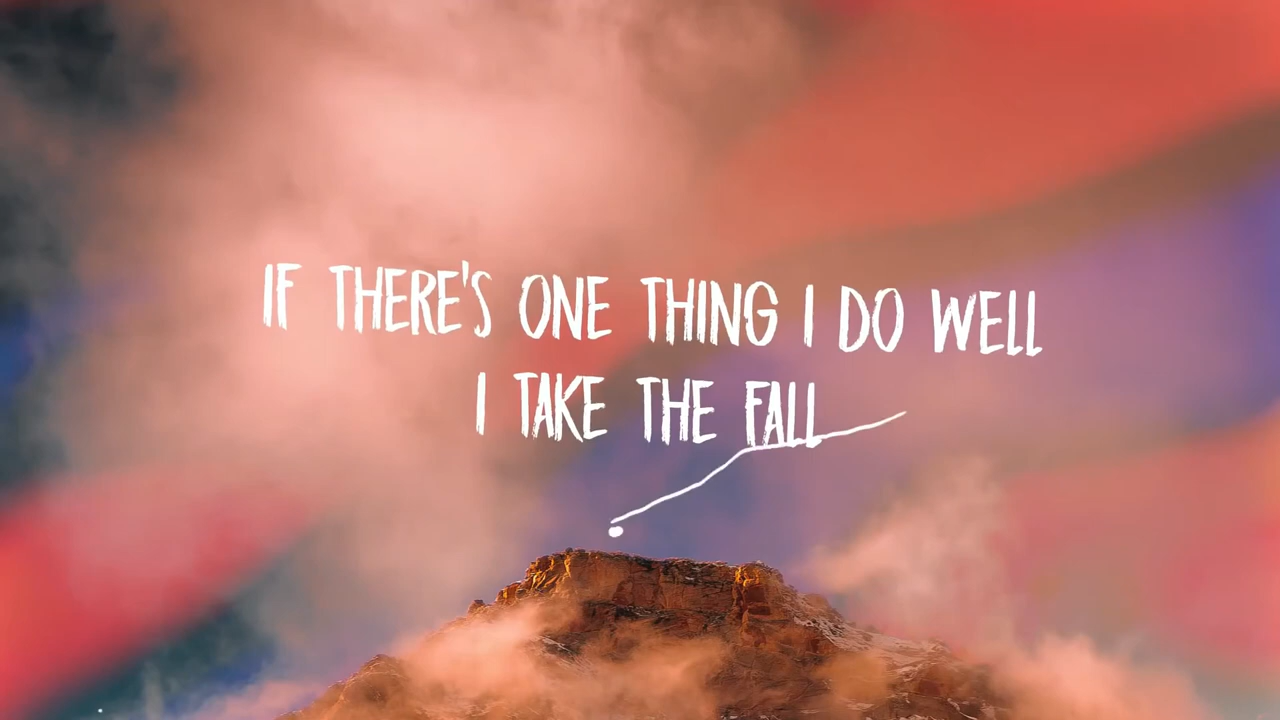 IF THERE'S ONE THING I DO WELL
I TAKE THE FALL